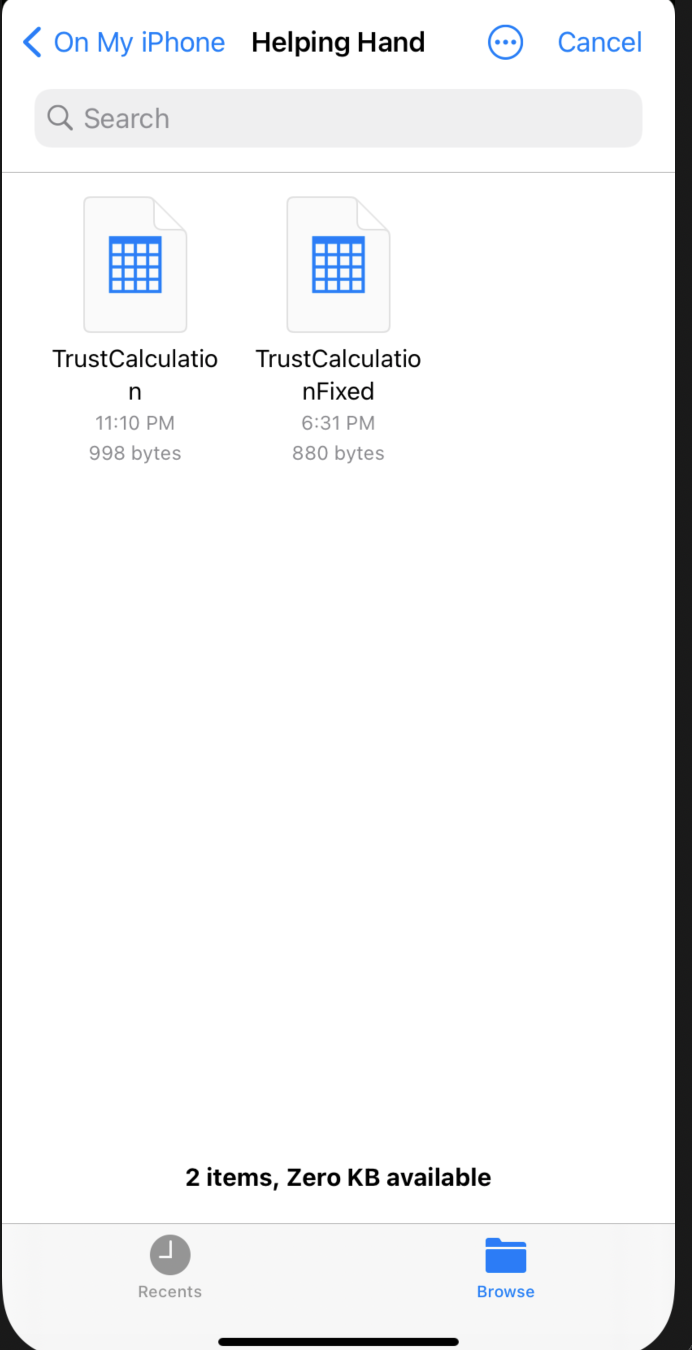 On My iPhone Helping Hand Cancel
Search
TrustCalculatio
n
11:10 PM
998 bytes
TrustCalculatio
nFixed
6:31 PM
880 bytes
2 items, Zero KB available
Recents Browse